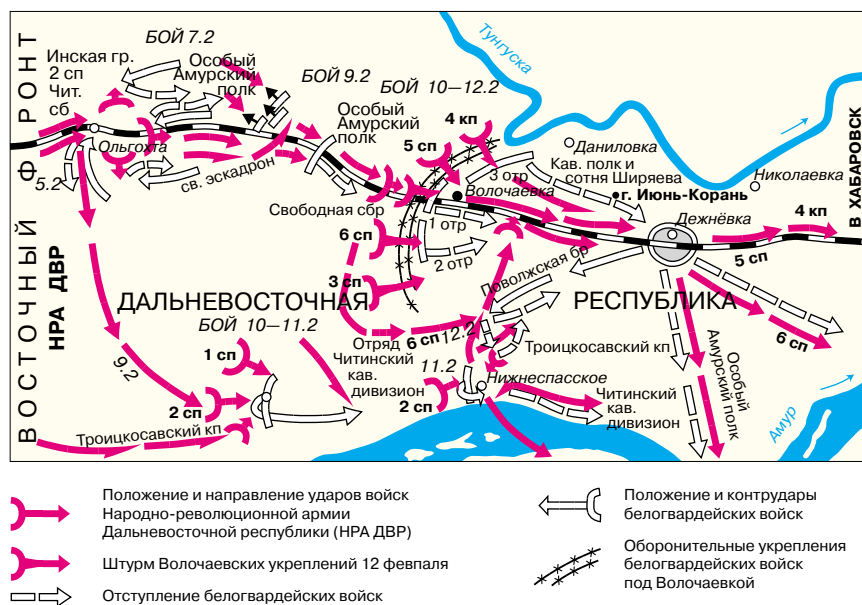 ВОСТОЧНЫЙ ФРОНТ
НРА ДВР
Инская гр.
2 сп
Чит.
сб
БОЙ 7.2
Особый
Амурский
полк
БОЙ 9.2
Особый
Амурский
полк
БОЙ 10—12.2
4 кп
5 сп
Тунгуска
Даниловка
Кав. полк и
сотня Ширяева
3 отр
Николаевка
В ХАБАРОВСК
Ольгохта
5.2
св. эскадрон
Волочаевка
г. Июнь-Корань
Свободная сбр
1 отр
Дежнёвка
4 кп
5 сп
6 сп
2 отр
3 сп
Поволжская бр
ДАЛЬНЕВОСТОЧНАЯ
РЕСПУБЛИКА
БОЙ 10—11.2
9.2
1 сп
Отряд
Читинский
кав.
дивизион
6 сп
12.2
Троицкосавский кп
6 сп
11.2
Нижнеспасское
2 сп
2 сп
Читинский
кав.
дивизион
Особый
Амурский полк
Троицкосавский кп
Амур
Положение и направление ударов войск
Народно-революционной армии
Дальневосточной республики (НРА ДВР)
Штурм Волочаевских укреплений 12 февпаля
Отступление белогвардейских войск
Положение и контрудары
белогвардейских войск
Оборонительные укрепления
белогвардейских войск
под Волочаевкой